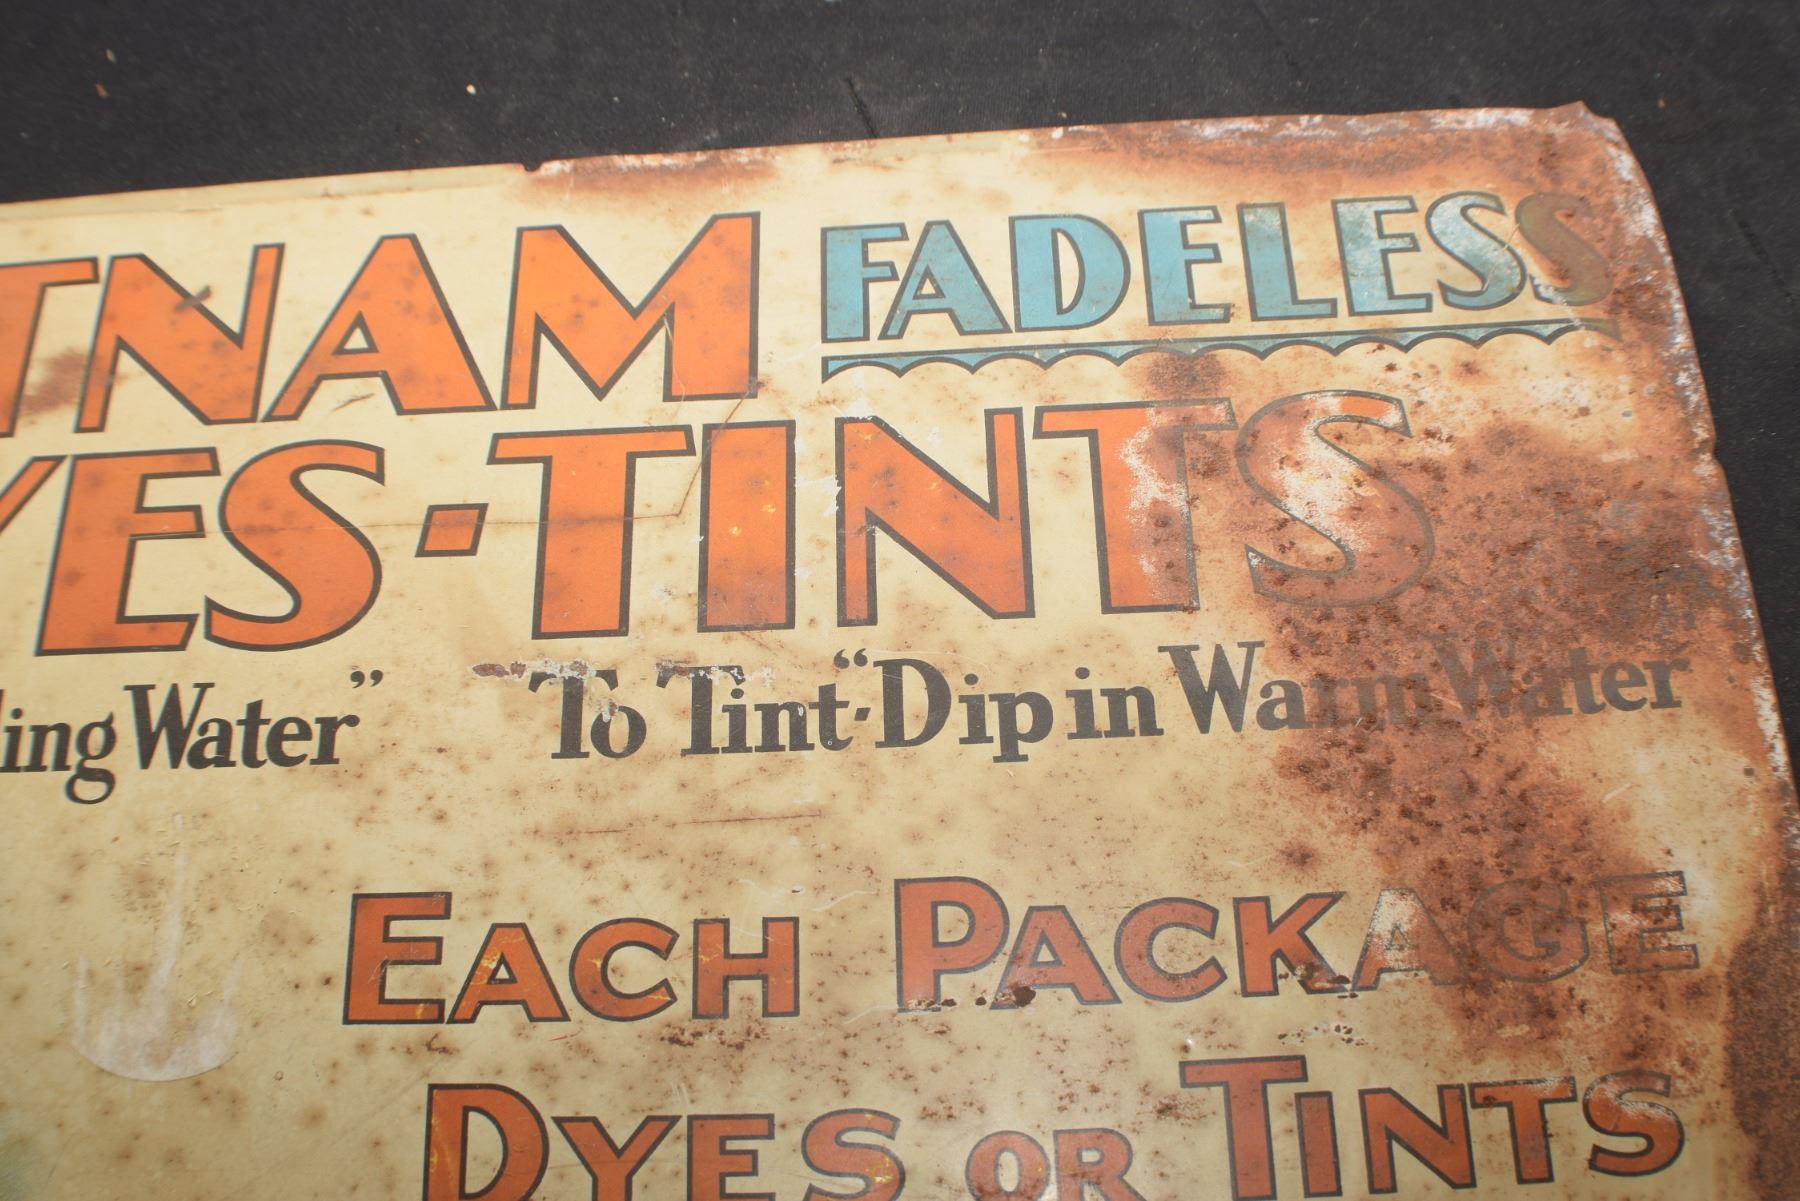 TNAM FADELESS
YES-TINTS
ling Water" To Tint-"Dip in Warm Water
EACH PACKAGE
DYES OR TINTS